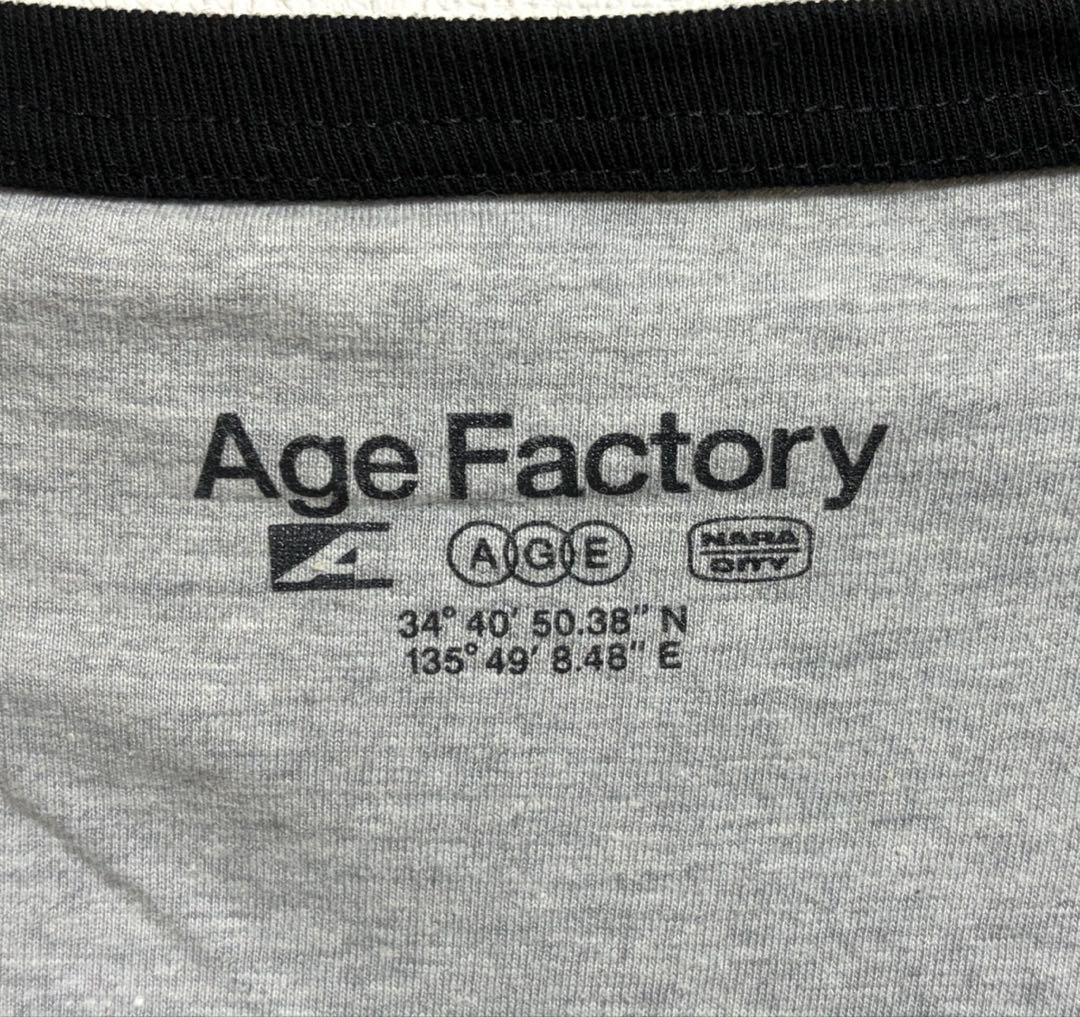 Age Factory
A AGE NARA
CITY
34° 40′ 50.38″ N
135° 49′ 8.48″ E